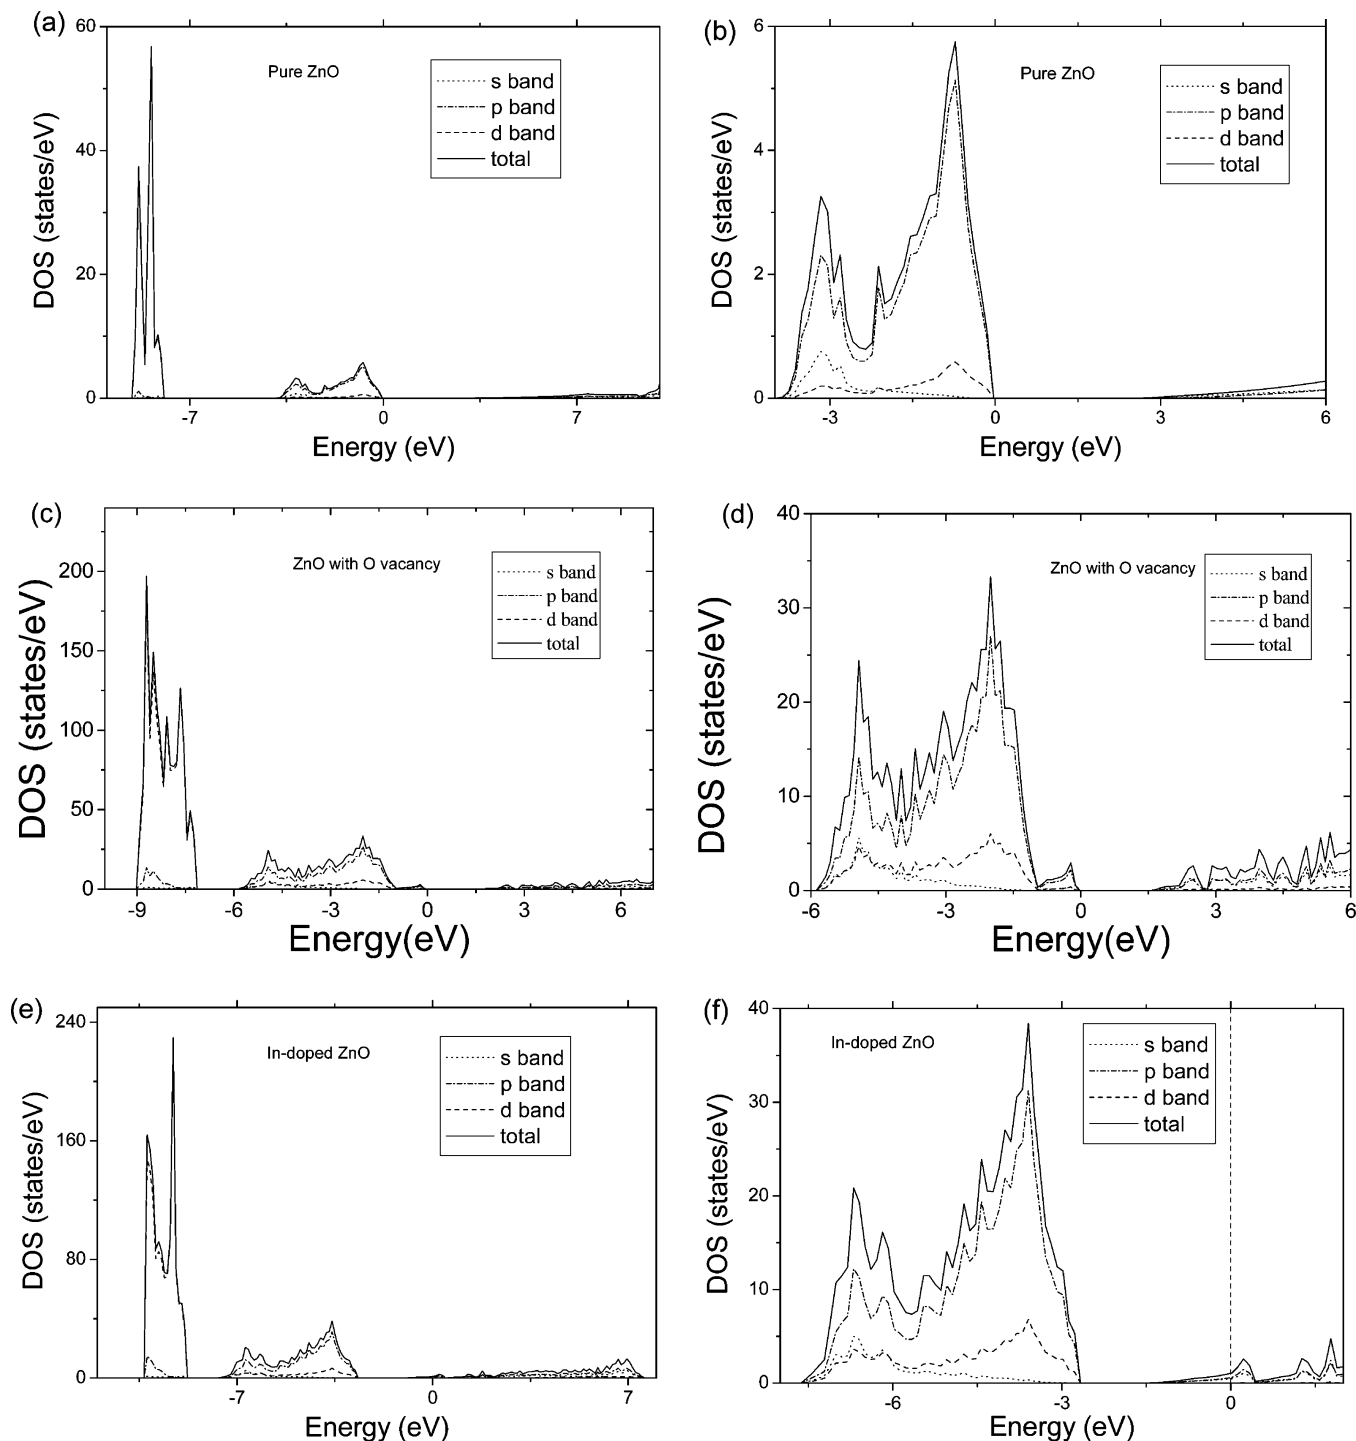 (a)
60
40
20
0
DOS (states/eV)
Pure ZnO
s band
p band
d band
total
-7
0
7
Energy (eV)
(b)
6
4
2
0
DOS (states/eV)
Pure ZnO
s band
p band
d band
total
-3
0
3
6
Energy (eV)
(c)
200
150
100
50
0
DOS (states/eV)
ZnO with O vacancy
s band
p band
d band
total
-9
-6
-3
0
3
6
Energy(eV)
(d)
40
30
20
10
0
DOS (states/eV)
ZnO with O vacancy
s band
p band
d band
total
-6
-3
0
3
6
Energy(eV)
(e)
240
160
80
0
DOS (states/eV)
In-doped ZnO
s band
p band
d band
total
-7
0
7
Energy (eV)
(f)
40
30
20
10
0
DOS (states/eV)
In-doped ZnO
s band
p band
d band
total
-6
-3
0
Energy (eV)